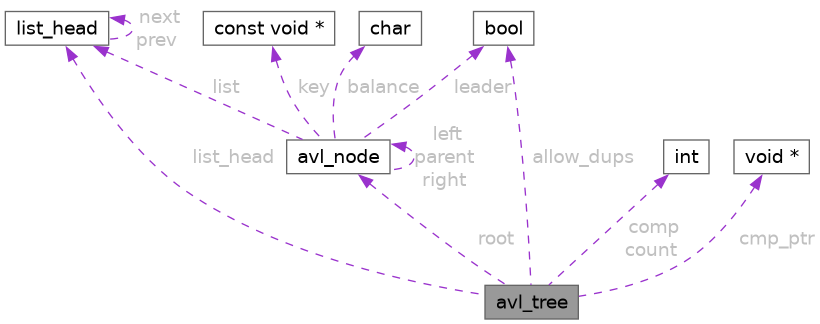 list_head
next
prev
const void *
char
bool
list
key
balance
leader
list_head
avl_node
left
parent
right
allow_dups
int
void *
root
comp
count
cmp_ptr
avl_tree